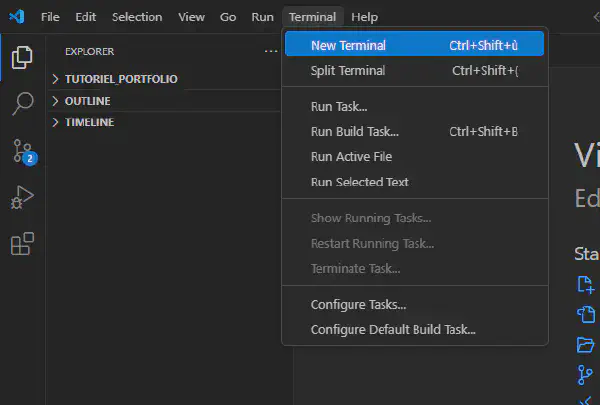 File Edit Selection View Go Run Terminal Help
EXPLORER
TUTORIEL_PORTFOLIO
OUTLINE
TIMELINE
2
New Terminal Ctrl+Shift+ù
Split Terminal Ctrl+Shift+(
Run Task...
Run Build Task... Ctrl+Shift+B
Run Active File
Run Selected Text
Show Running Tasks...
Restart Running Task...
Terminate Task...
Configure Tasks...
Configure Default Build Task...
Vi
Ed
Sta